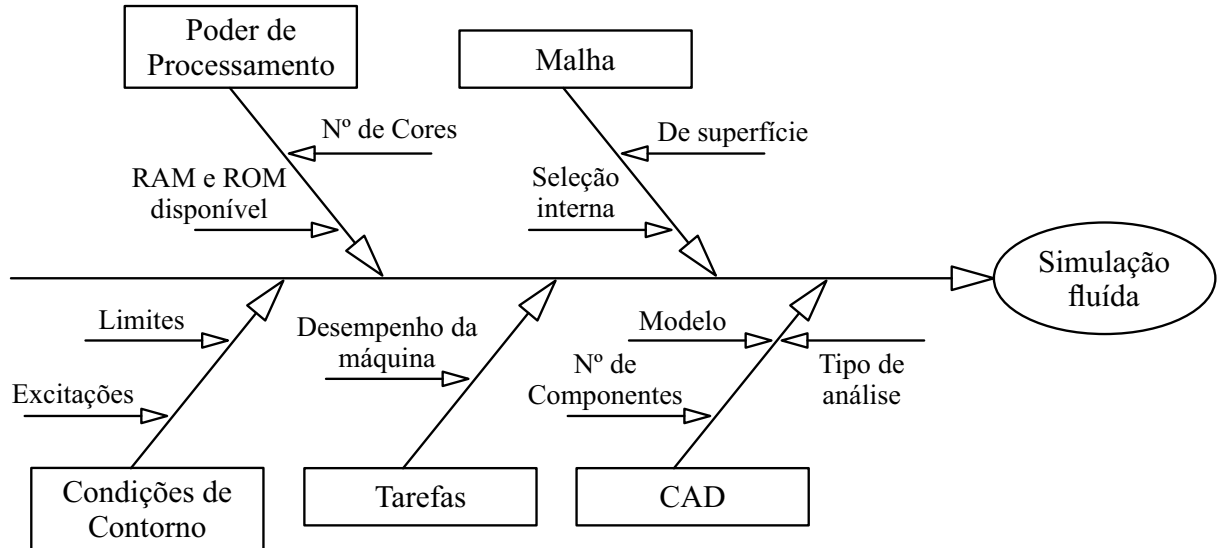 Poder de
Processamento
Malha
Nº de Cores
De superfície
RAM e ROM
disponível
Seleção
interna
Simulação
fluída
Limites
Desempenho da
máquina
Modelo
Excitações
Nº de
Componentes
Tipo de
análise
Condições de
Contorno
Tarefas
CAD